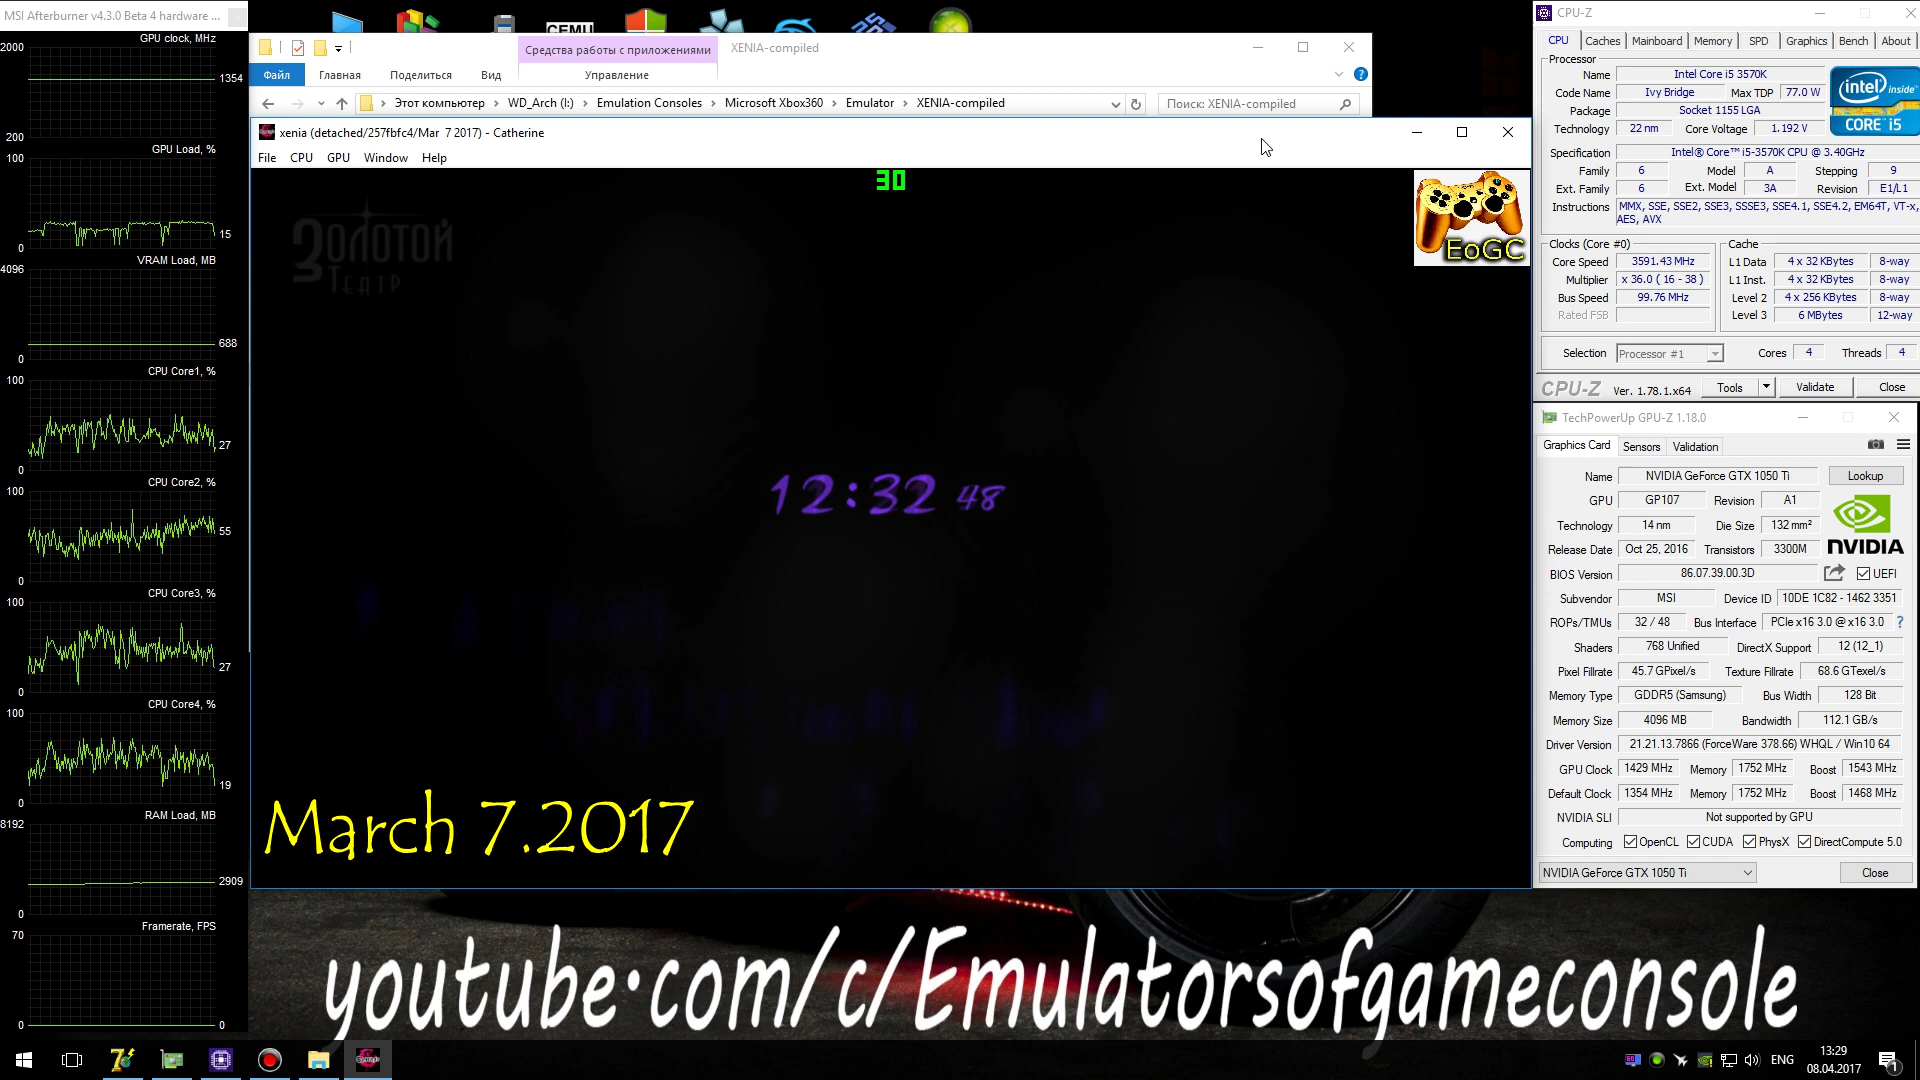 MSI Afterburner v4.3.0 Beta 4 hardware ...
GPU clock, MHz
2000
1354
200
GPU Load, %
100
15
0
VRAM Load, MB
4096
688
0
CPU Core1, %
100
27
0
CPU Core2, %
100
55
0
CPU Core3, %
100
27
0
CPU Core4, %
100
19
0
RAM Load, MB
8192
2909
0
Framerate, FPS
70
0
0
CEMU
Средства работы с приложениями
XENIA-compiled
Файл
Главная
Поделиться
Вид
Управление
Этот компьютер > WD_Arch (I:) > Emulation Consoles > Microsoft Xbox360 > Emulator > XENIA-compiled
Поиск: XENIA-compiled
xenia (detached/257fbfc4/Mar 7 2017) - Catherine
File CPU GPU Window Help
30
EoGC
Золотой
Театр
12:32 48
March 7.2017
youtube.com/c/Emulatorsofgameconsole
CPU-Z
CPU Caches Mainboard Memory SPD Graphics Bench About
Processor
Name Intel Core i5 3570K
Code Name Ivy Bridge Max TDP 77.0 W
Package Socket 1155 LGA
Technology 22 nm Core Voltage 1.192 V
intel inside
CORE i5
Specification Intel® Core™ i5-3570K CPU @ 3.40GHz
Family 6 Model A Stepping 9
Ext. Family 6 Ext. Model 3A Revision E1/L1
Instructions MMX, SSE, SSE2, SSE3, SSSE3, SSE4.1, SSE4.2, EM64T, VT-x,
AES, AVX
Clocks (Core #0)
Core Speed 3591.43 MHz
Multiplier x 36.0 ( 16 - 38 )
Bus Speed 99.76 MHz
Rated FSB
Cache
L1 Data 4 x 32 KBytes 8-way
L1 Inst. 4 x 32 KBytes 8-way
Level 2 4 x 256 KBytes 8-way
Level 3 6 MBytes 12-way
Selection Processor #1 Cores 4 Threads 4
CPU-Z Ver. 1.78.1.x64 Tools Validate Close
TechPowerUp GPU-Z 1.18.0
Graphics Card Sensors Validation
Name NVIDIA GeForce GTX 1050 Ti Lookup
GPU GP107 Revision A1
Technology 14 nm Die Size 132 mm²
Release Date Oct 25, 2016 Transistors 3300M
NVIDIA
BIOS Version 86.07.39.00.3D UEFI
Subvendor MSI Device ID 10DE 1C82 - 1462 3351
ROPs/TMUs 32 / 48 Bus Interface PCIe x16 3.0 @ x16 3.0 ?
Shaders 768 Unified DirectX Support 12 (12_1)
Pixel Fillrate 45.7 GPixel/s Texture Fillrate 68.6 GTexel/s
Memory Type GDDR5 (Samsung) Bus Width 128 Bit
Memory Size 4096 MB Bandwidth 112.1 GB/s
Driver Version 21.21.13.7866 (ForceWare 378.66) WHQL / Win10 64
GPU Clock 1429 MHz Memory 1752 MHz Boost 1543 MHz
Default Clock 1354 MHz Memory 1752 MHz Boost 1468 MHz
NVIDIA SLI Not supported by GPU
Computing OpenCL CUDA PhysX DirectCompute 5.0
NVIDIA GeForce GTX 1050 Ti Close
ENG
13:29
08.04.2017
1